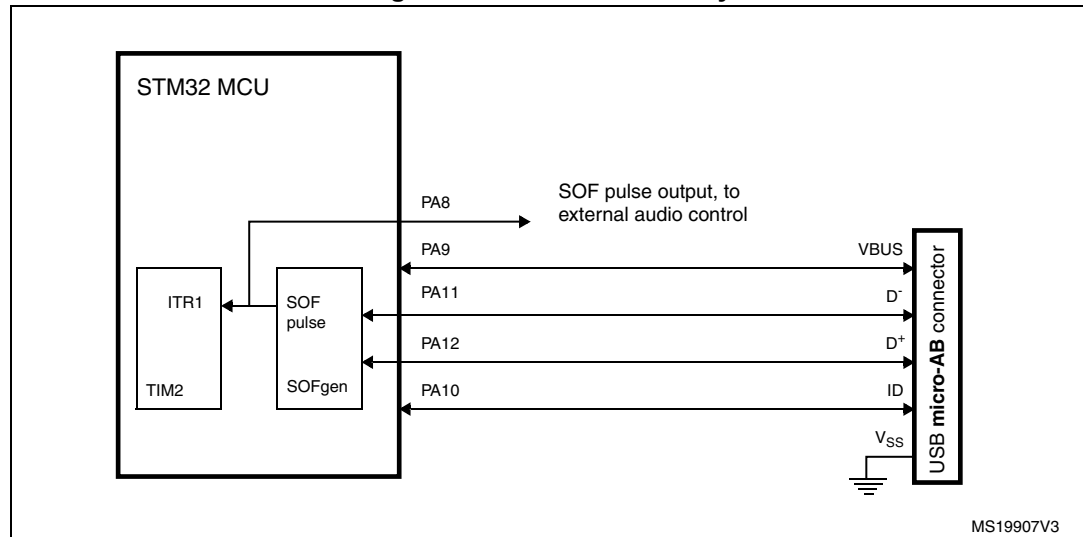 STM32 MCU
PA8
SOF pulse output, to
external audio control
PA9
VBUS
ITR1
SOF
pulse
PA11
D-
PA12
D+
TIM2
SOFgen
PA10
ID
VSS
USB micro-AB connector
MS19907V3